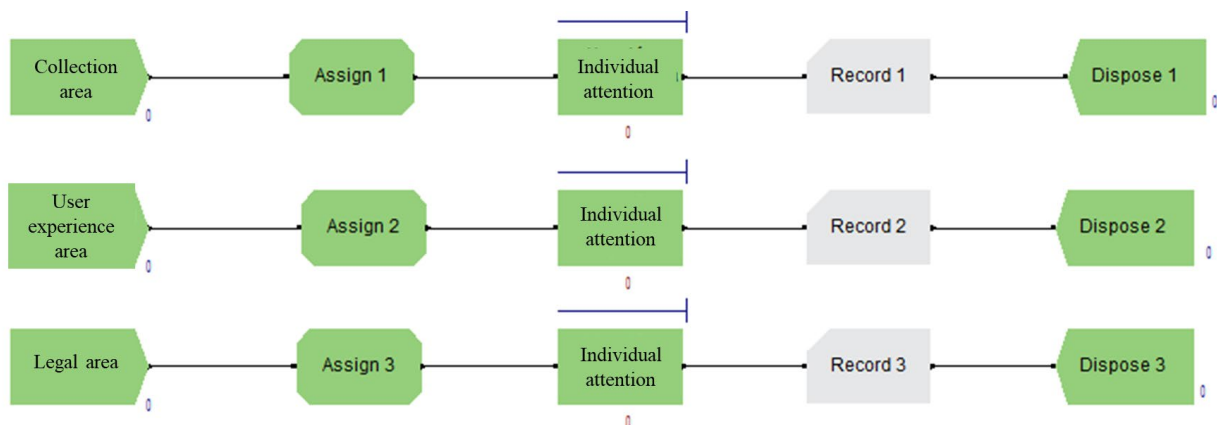 Collection
area
Assign 1
Individual
attention
Record 1
Dispose 1
0
0
0
User
experience
area
Assign 2
Individual
attention
Record 2
Dispose 2
0
0
0
Legal area
Assign 3
Individual
attention
Record 3
Dispose 3
0
0
0